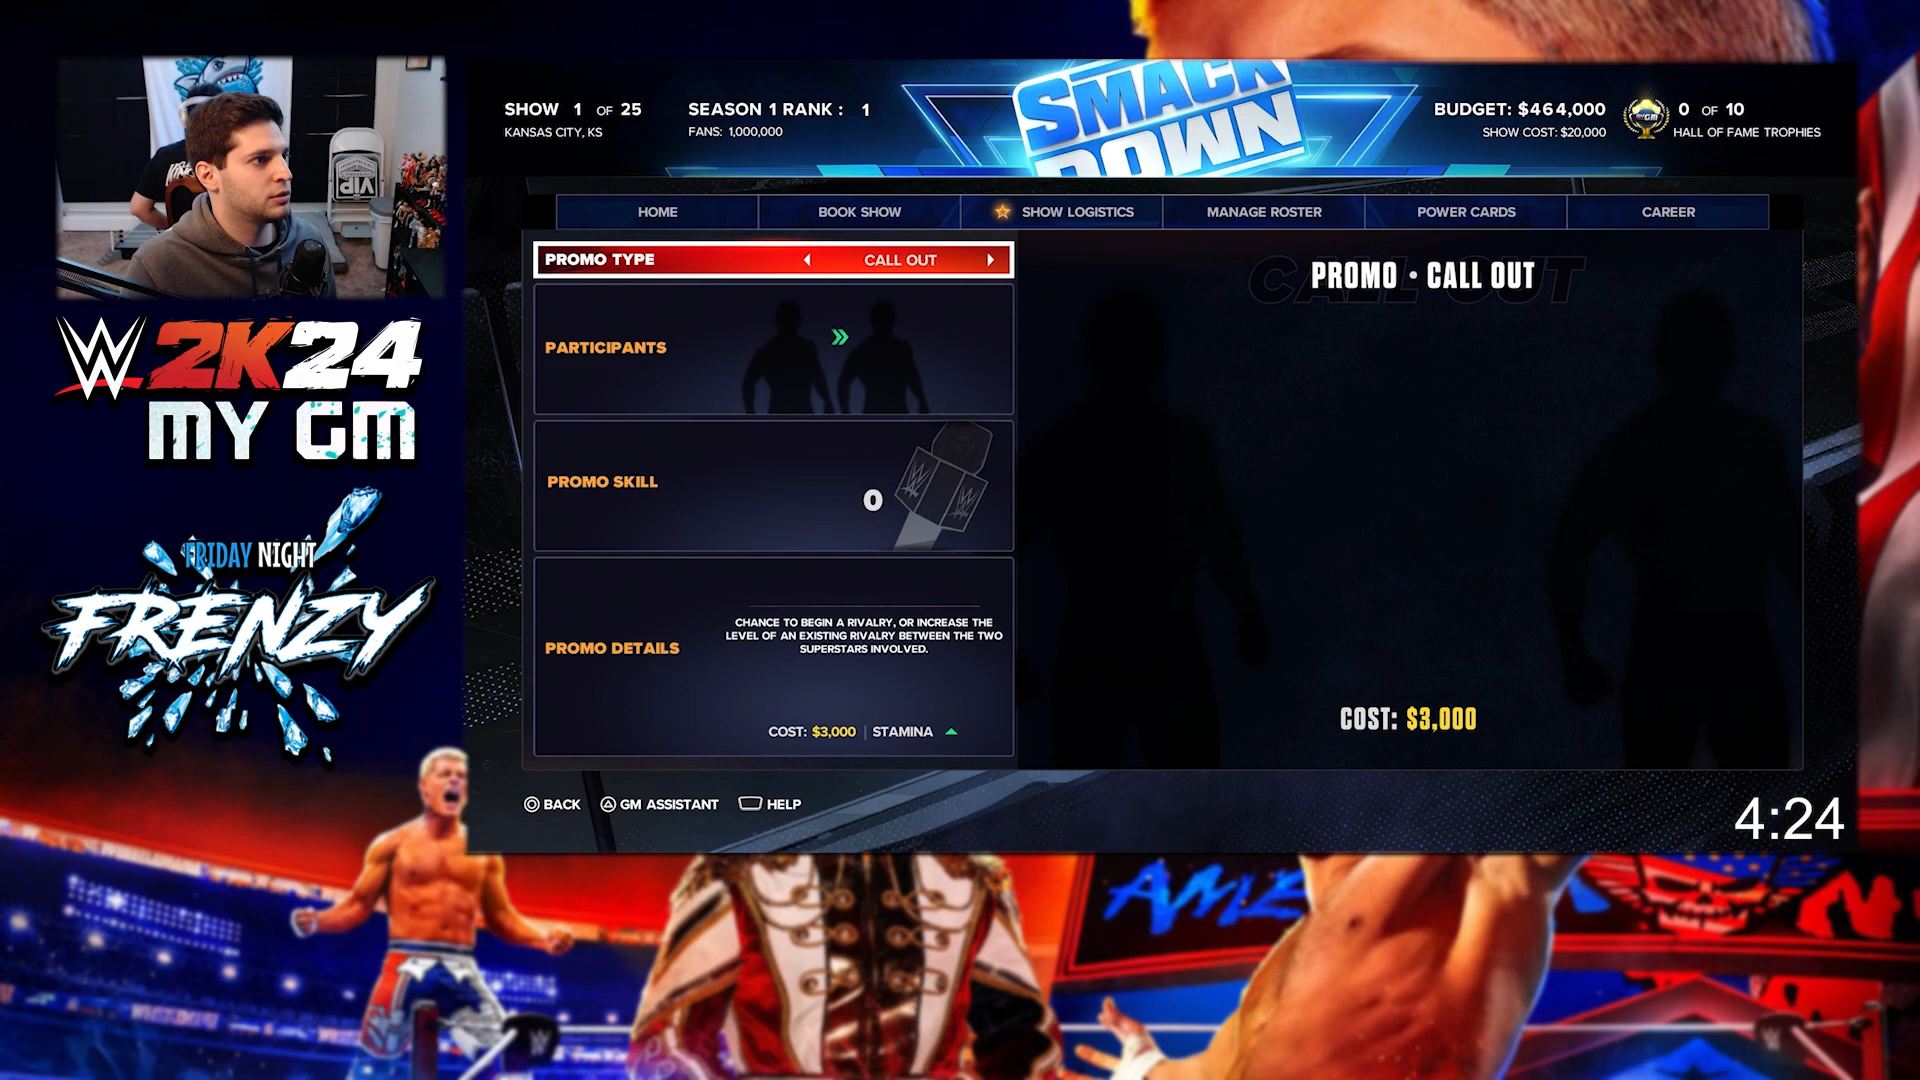 SHOW 1 OF 25
KANSAS CITY, KS
SEASON 1 RANK : 1
FANS: 1,000,000
SMACK
DOWN
BUDGET: $464,000
SHOW COST: $20,000
0 OF 10
HALL OF FAME TROPHIES
HOME
BOOK SHOW
SHOW LOGISTICS
MANAGE ROSTER
POWER CARDS
CAREER
PROMO TYPE
CALL OUT
PARTICIPANTS
PROMO SKILL
0
PROMO DETAILS
CHANCE TO BEGIN A RIVALRY, OR INCREASE THE
LEVEL OF AN EXISTING RIVALRY BETWEEN THE TWO
SUPERSTARS INVOLVED.
COST: $3,000 | STAMINA
CALL OUT
PROMO • CALL OUT
COST: $3,000
BACK
GM ASSISTANT
HELP
4:24
VIP
W 2K24
MY GM
FRIDAY NIGHT
FRENZY